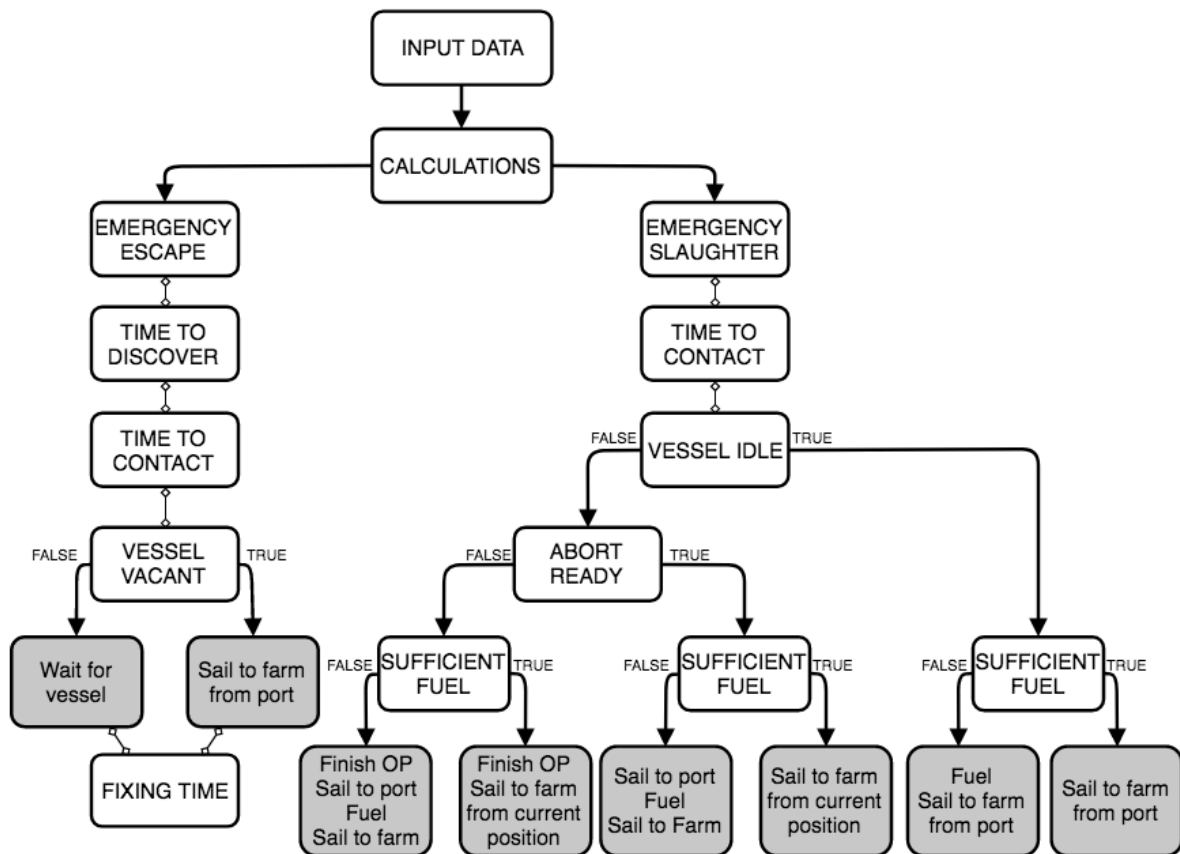 INPUT DATA
CALCULATIONS
EMERGENCY
ESCAPE
TIME TO
DISCOVER
TIME TO
CONTACT
FALSE
VESSEL
VACANT
TRUE
Wait for
vessel
Sail to farm
from port
FIXING TIME
EMERGENCY
SLAUGHTER
TIME TO
CONTACT
FALSE
VESSEL IDLE
TRUE
FALSE
ABORT
READY
TRUE
FALSE
SUFFICIENT
FUEL
TRUE
FALSE
SUFFICIENT
FUEL
TRUE
FALSE
SUFFICIENT
FUEL
TRUE
Finish OP
Sail to port
Fuel
Sail to farm
Finish OP
Sail to farm
from current
position
Sail to port
Fuel
Sail to Farm
Sail to farm
from current
position
Fuel
Sail to farm
from port
Sail to farm
from port